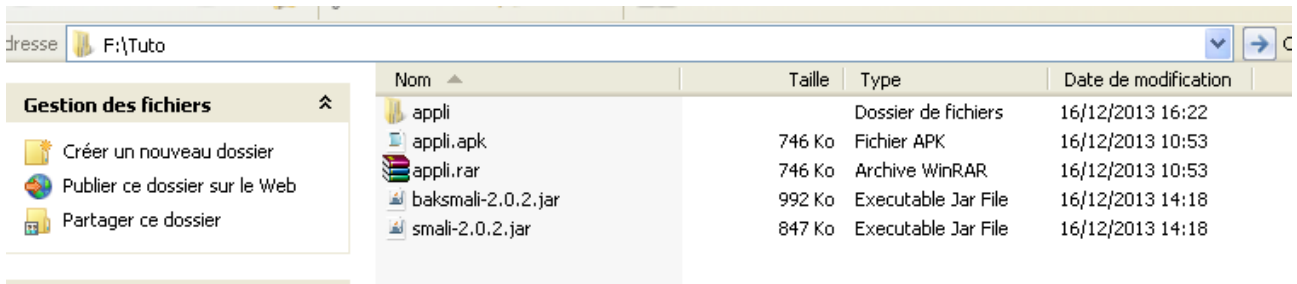 dresse F:\Tuto
Nom Taille Type Date de modification
Gestion des fichiers
Créer un nouveau dossier
Publier ce dossier sur le Web
Partager ce dossier
appli Dossier de fichiers 16/12/2013 16:22
appli.apk 746 Ko Fichier APK 16/12/2013 10:53
appli.rar 746 Ko Archive WinRAR 16/12/2013 10:53
baksmali-2.0.2.jar 992 Ko Executable Jar File 16/12/2013 14:18
smali-2.0.2.jar 847 Ko Executable Jar File 16/12/2013 14:18